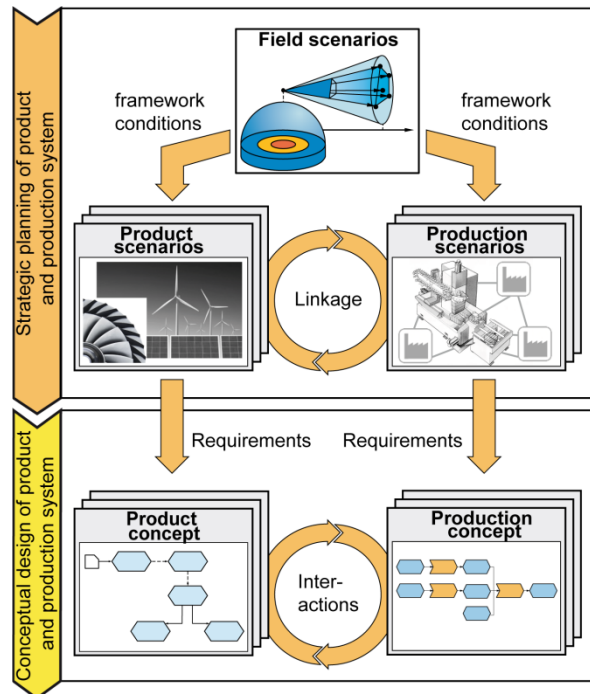 Strategic planning of product
and production system
Field scenarios
framework
conditions
framework
conditions
Product
scenarios
Linkage
Production
scenarios
Requirements
Requirements
Conceptual design of product
and production system
Product
concept
Inter-
actions
Production
concept